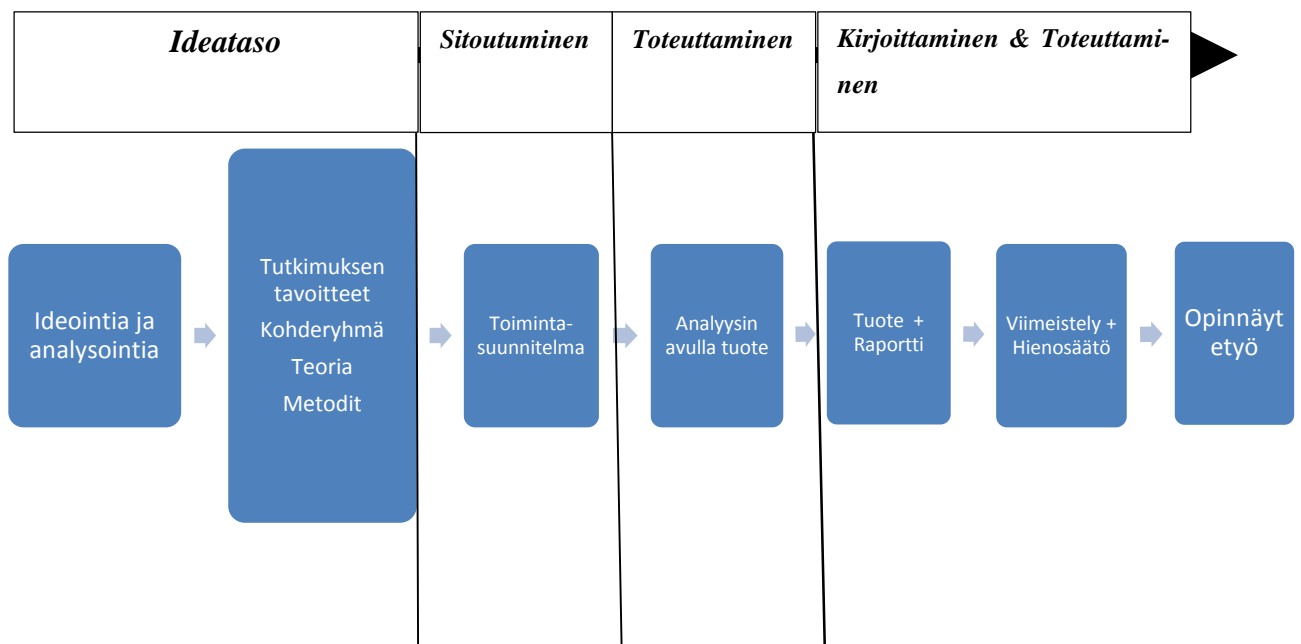 Ideataso
Sitoutuminen
Toteuttaminen
Kirjoittaminen & Toteuttami-
nen
Ideointia ja
analysointia
Tutkimuksen
tavoitteet
Kohderyhmä
Teoria
Metodit
Toiminta-
suunnitelma
Analyysin
avulla tuote
Tuote +
Raportti
Viimeistely +
Hienosäätö
Opinnäyt
etyö